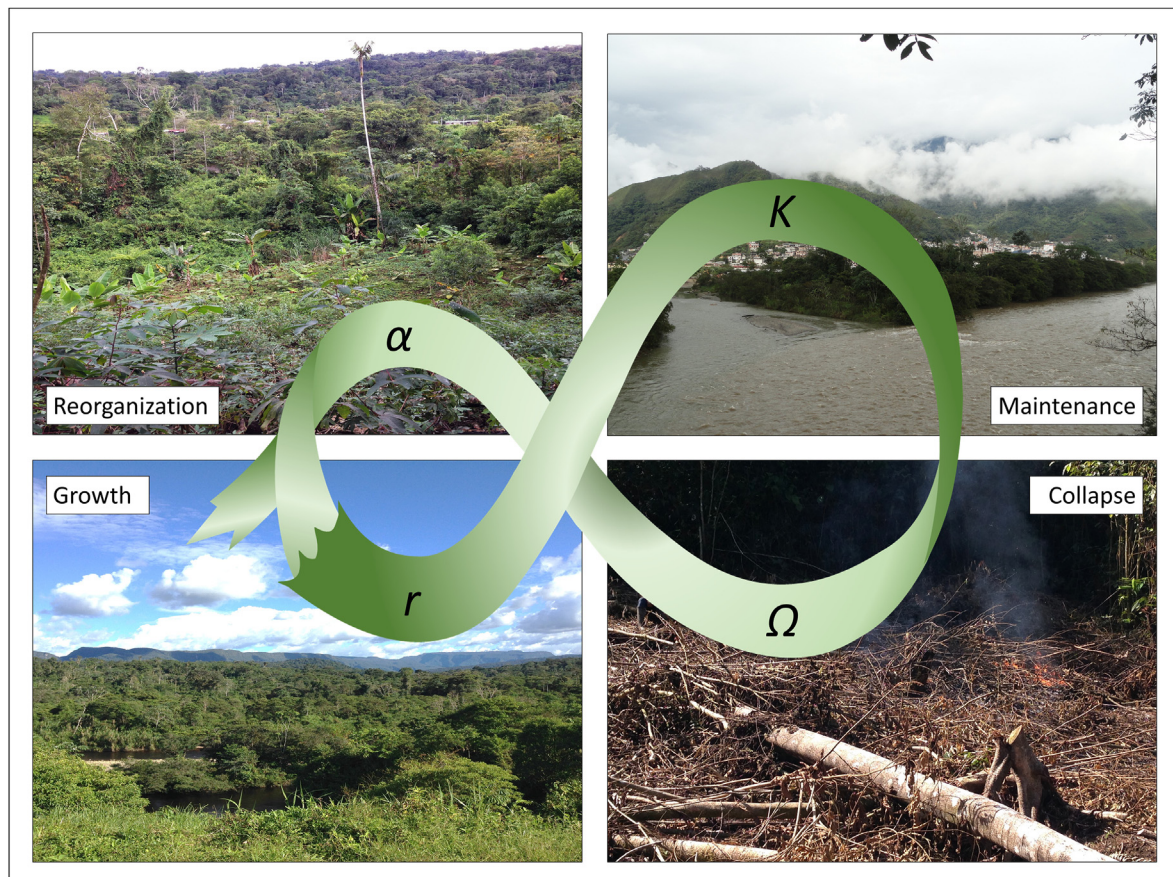 K
α
Reorganization
Maintenance
Growth
Collapse
r
Ω